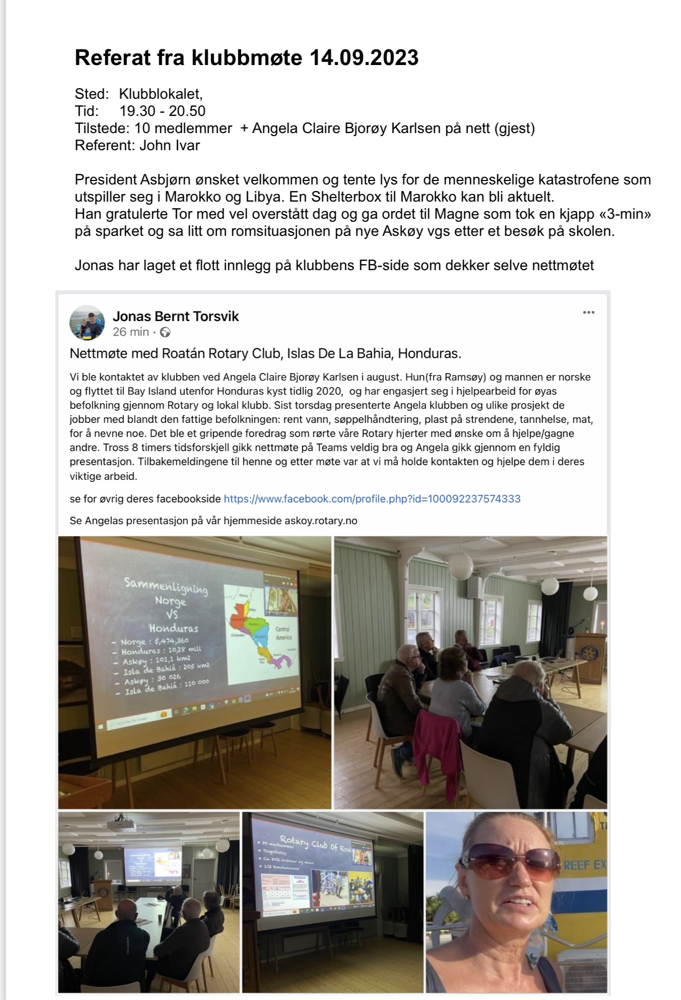 Referat fra klubbmøte 14.09.2023
Sted: Klubblokalet,
Tid: 19.30 - 20.50
Tilstede: 10 medlemmer + Angela Claire Bjorøy Karlsen på nett (gjest)
Referent: John Ivar
President Asbjørn ønsket velkommen og tente lys for de menneskelige katastrofene som
utspiller seg i Marokko og Libya. En Shelterbox til Marokko kan bli aktuelt.
Han gratulerte Tor med vel overstått dag og ga ordet til Magne som tok en kjapp «3-min»
på sparket og sa litt om romsituasjonen på nye Askøy vgs etter et besøk på skolen.
Jonas har laget et flott innlegg på klubbens FB-side som dekker selve nettmøtet
Jonas Bernt Torsvik
26 min ·
Nettmøte med Roatán Rotary Club, Islas De La Bahia, Honduras.
Vi ble kontaktet av klubben ved Angela Claire Bjorøy Karlsen i august. Hun(fra Ramsøy) og mannen er norske
og flyttet til Bay Island utenfor Honduras kyst tidlig 2020, og har engasjert seg i hjelpearbeid for øyas
befolkning gjennom Rotary og lokal klubb. Sist torsdag presenterte Angela klubben og ulike prosjekt de
jobber med blandt den fattige befolkningen: rent vann, søppelhåndtering, plast på strendene, tannhelse, mat,
for å nevne noe. Det ble et gripende foredrag som rørte våre Rotary hjerter med ønske om å hjelpe/gagne
andre. Tross 8 timers tidsforskjell gikk nettmøte på Teams veldig bra og Angela gikk gjennom en fyldig
presentasjon. Tilbakemeldingene til henne og etter møte var at vi må holde kontakten og hjelpe dem i deres
viktige arbeid.
se for øvrig deres facebookside https://www.facebook.com/profile.php?id=100092237574333
Se Angelas presentasjon på vår hjemmeside askoy.rotary.no
Sammenligning
Norge
VS
Honduras
- Norge : 5,474,360
- Honduras : 10,28 mill
- Askøy : 101,1 km2
- Isla de Bahiá : 205 km2
- Askøy : 30 026
- Isla de Bahiá : 110 000
Central
America
Sammenligning
Norge
VS
Honduras
Rotary Club Of Roa
29 medlemmer
Tospråklig
Ca 50% kvinner og menn
1/3 Honduranere
REEF EX